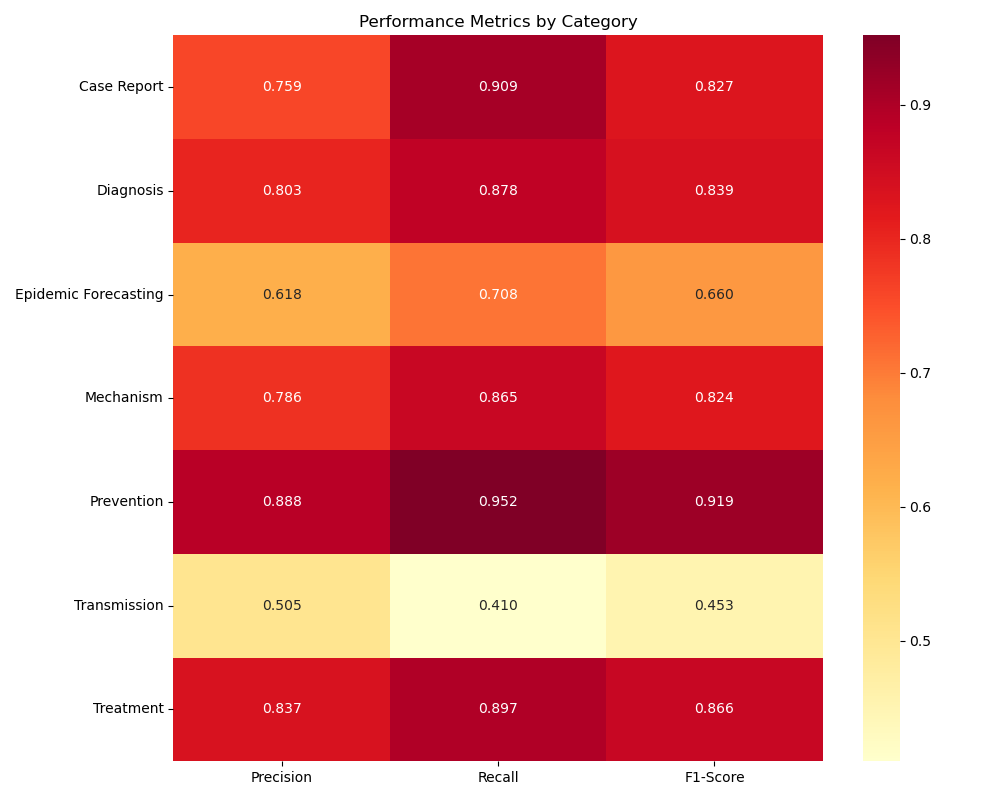 Performance Metrics by Category
Case Report 0.759 0.909 0.827
Diagnosis 0.803 0.878 0.839
Epidemic Forecasting 0.618 0.708 0.660
Mechanism 0.786 0.865 0.824
Prevention 0.888 0.952 0.919
Transmission 0.505 0.410 0.453
Treatment 0.837 0.897 0.866
Precision Recall F1-Score
0.9
0.8
0.7
0.6
0.5